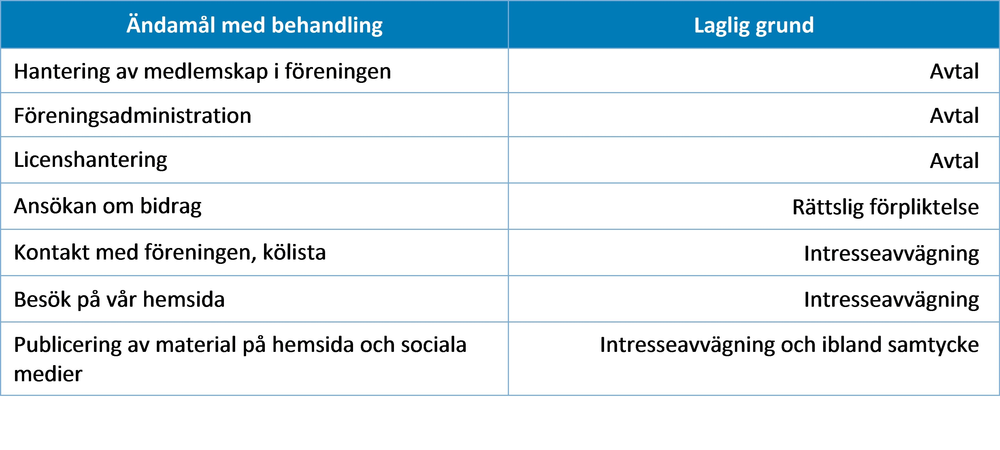 Ändamål med behandling Laglig grund
Hantering av medlemskap i föreningen Avtal
Föreningsadministration Avtal
Licenshantering Avtal
Ansökan om bidrag Rättslig förpliktelse
Kontakt med föreningen, kölista Intresseavvägning
Besök på vår hemsida Intresseavvägning
Publicering av material på hemsida och sociala Intresseavvägning och ibland samtycke
medier